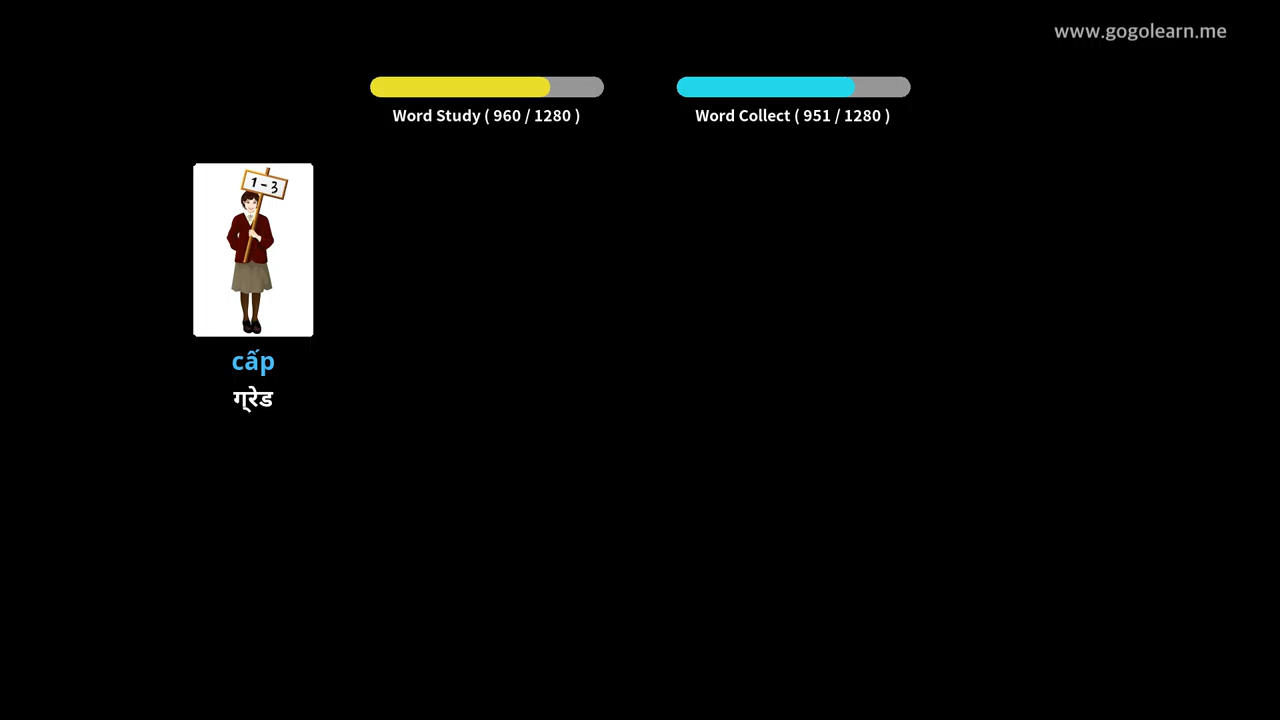 www.gogolearn.me
Word Study ( 960 / 1280 )
Word Collect ( 951 / 1280 )
1 - 3
cấp
ग्रेड